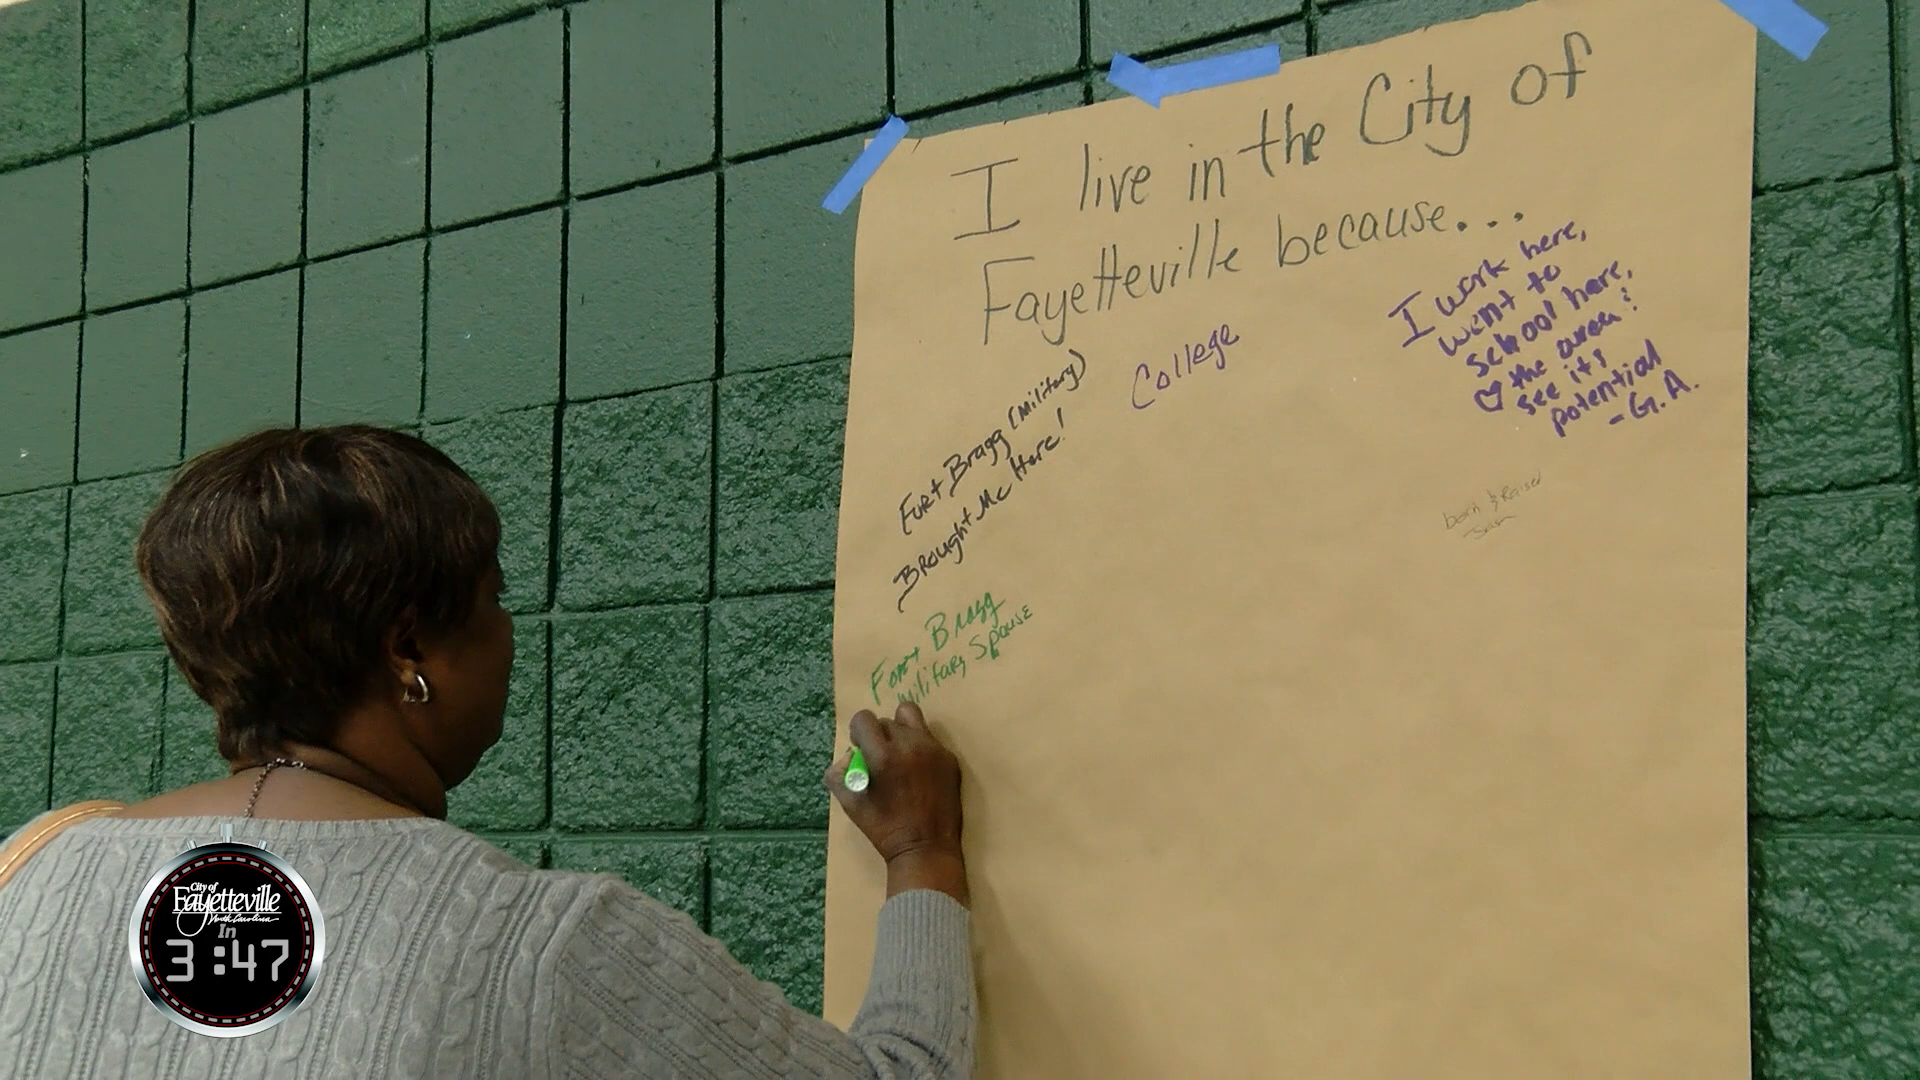 I live in the City of
Fayetteville because...
College
I work here,
went to
school here,
♡ the area &
see it's
potential
- G.A.
Fort Bragg (Military)
Brought Me Here!
born & Raised
Fort Bragg
Military Spouse
City of
Fayetteville
North Carolina
In
3:47